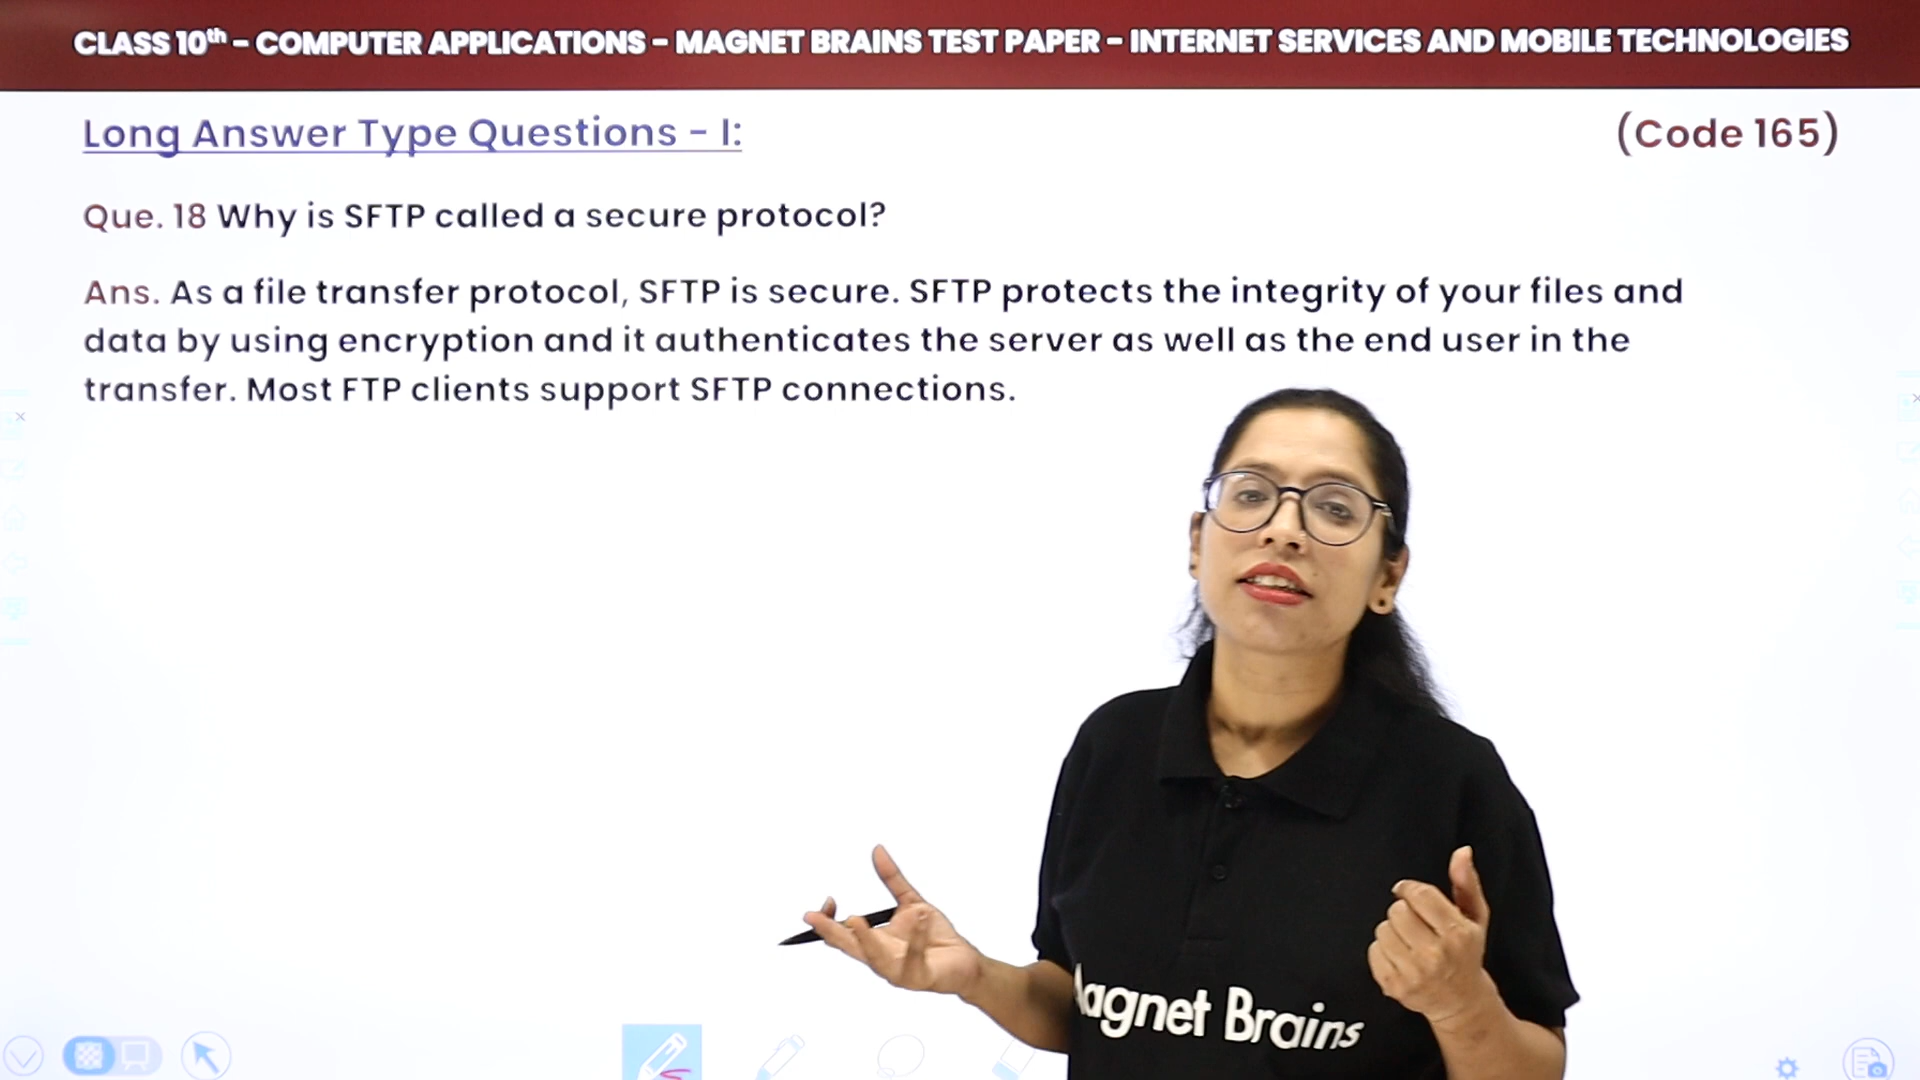 CLASS 10th – COMPUTER APPLICATIONS – MAGNET BRAINS TEST PAPER – INTERNET SERVICES AND MOBILE TECHNOLOGIES
Long Answer Type Questions – I:
(Code 165)
Que. 18 Why is SFTP called a secure protocol?
Ans. As a file transfer protocol, SFTP is secure. SFTP protects the integrity of your files and
data by using encryption and it authenticates the server as well as the end user in the
transfer. Most FTP clients support SFTP connections.
agnet Brains